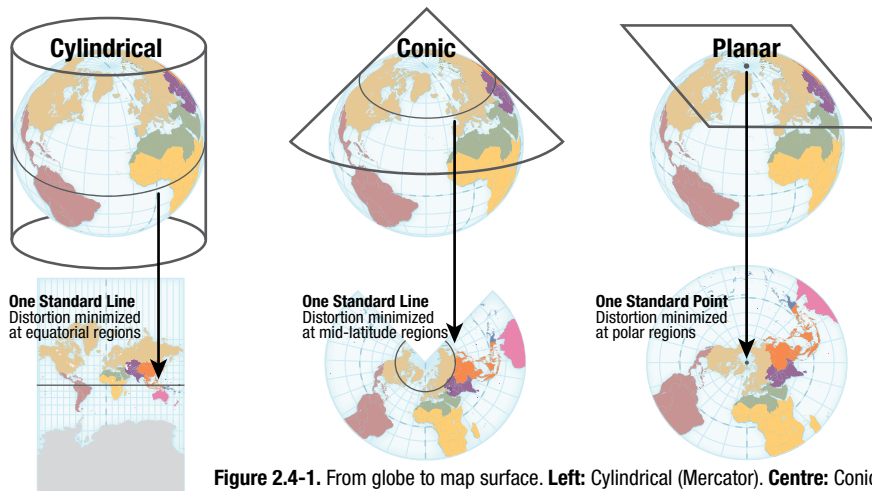 Cylindrical
Conic
Planar
One Standard Line
Distortion minimized
at equatorial regions
One Standard Line
Distortion minimized
at mid-latitude regions
One Standard Point
Distortion minimized
at polar regions
Figure 2.4-1. From globe to map surface. Left: Cylindrical (Mercator). Centre: Conic